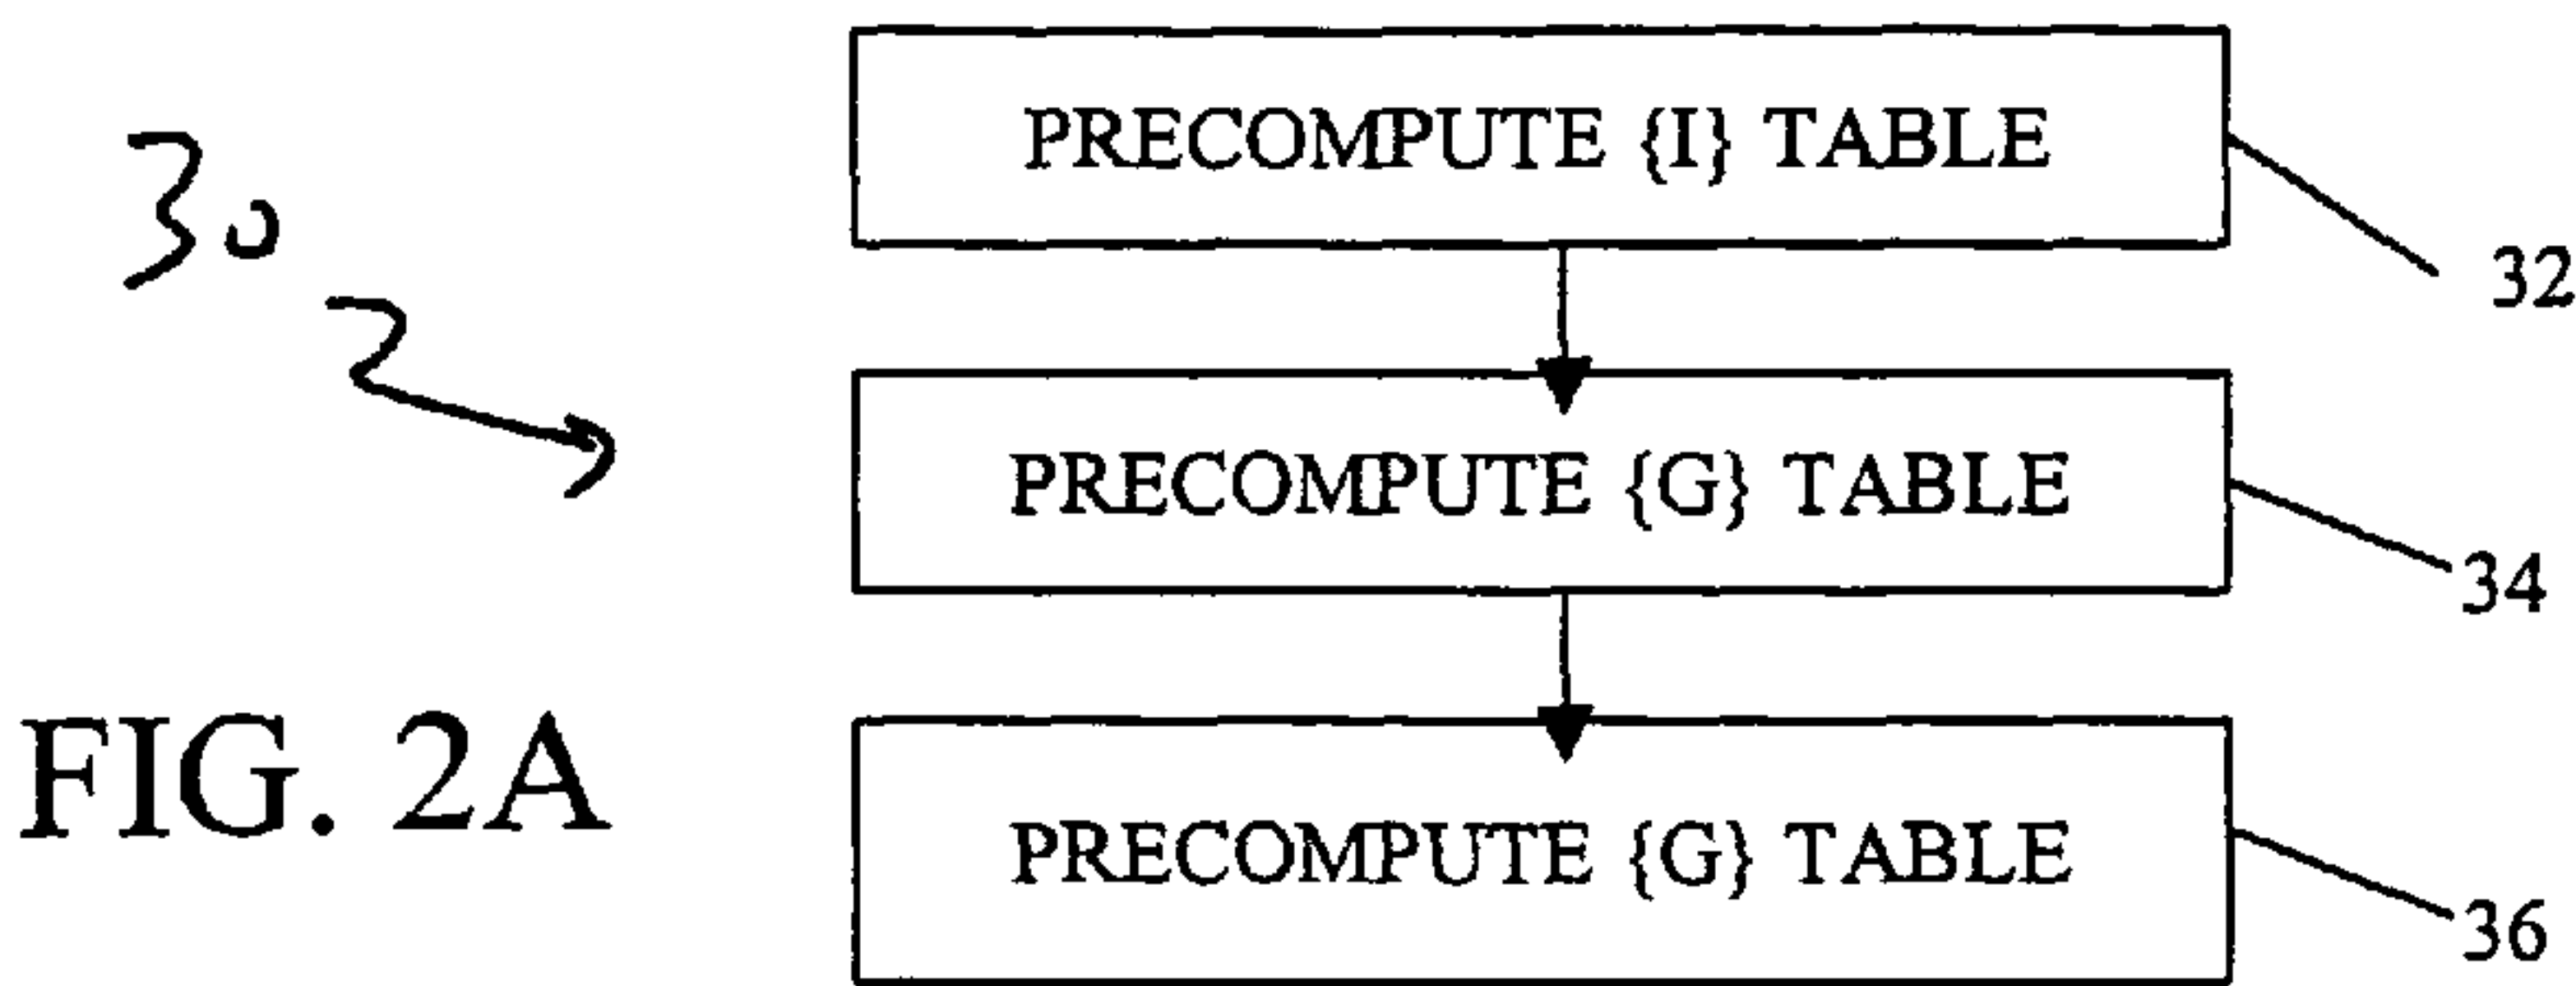 PRECOMPUTE {I} TABLE
32
30
PRECOMPUTE {G} TABLE
34
FIG. 2A
PRECOMPUTE {G} TABLE
36